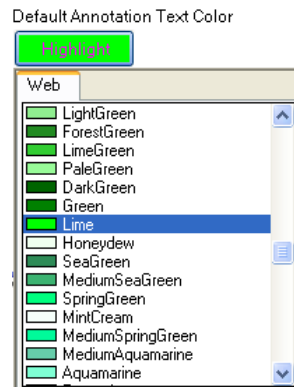 Default Annotation Text Color
Highlight
Web
LightGreen
ForestGreen
LimeGreen
PaleGreen
DarkGreen
Green
Lime
Honeydew
SeaGreen
MediumSeaGreen
SpringGreen
MintCream
MediumSpringGreen
MediumAquamarine
Aquamarine